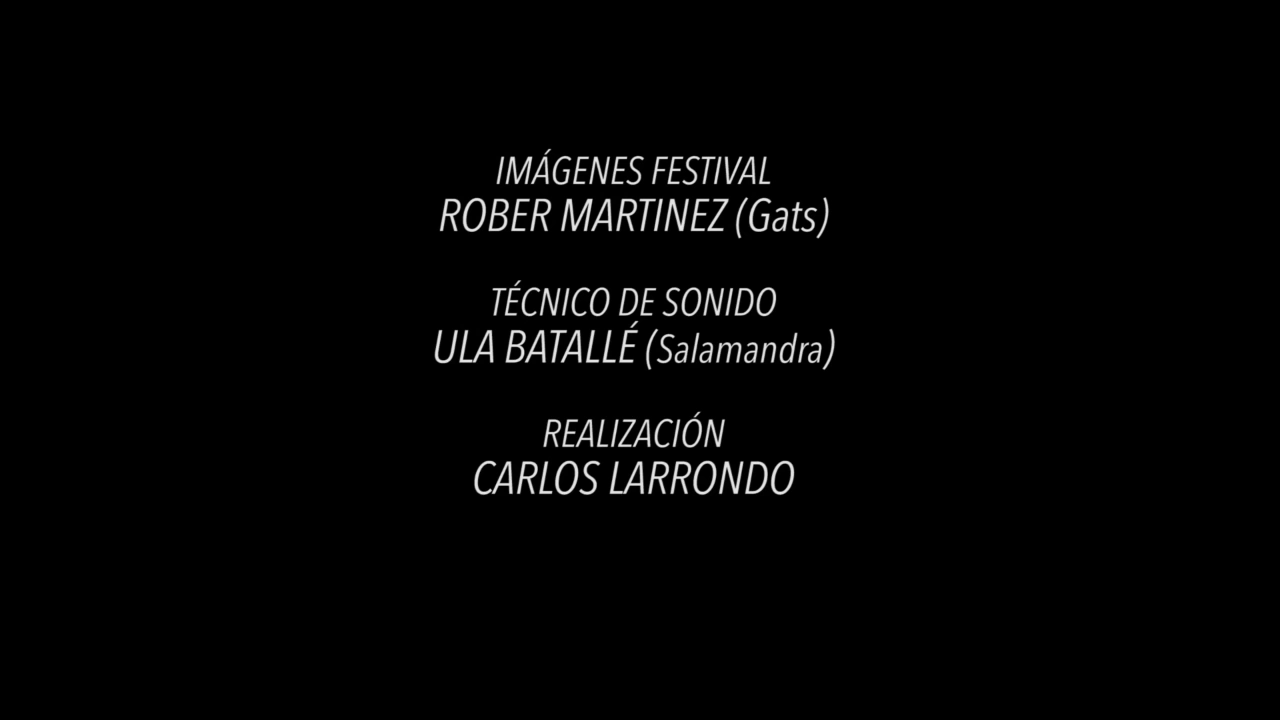 IMÁGENES FESTIVAL
ROBER MARTINEZ (Gats)
TÉCNICO DE SONIDO
ULA BATALLÉ (Salamandra)
REALIZACIÓN
CARLOS LARRONDO